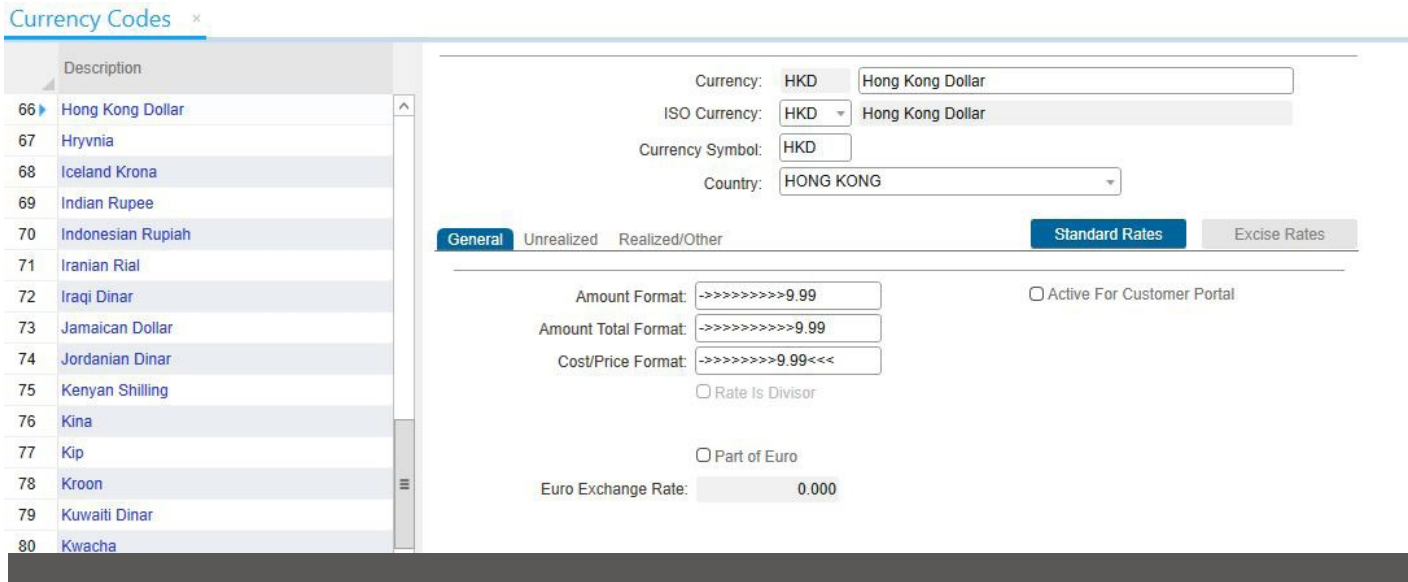 Currency Codes ×
Description
66 Hong Kong Dollar
67 Hryvnia
68 Iceland Krona
69 Indian Rupee
70 Indonesian Rupiah
71 Iranian Rial
72 Iraqi Dinar
73 Jamaican Dollar
74 Jordanian Dinar
75 Kenyan Shilling
76 Kina
77 Kip
78 Kroon
79 Kuwaiti Dinar
80 Kwacha
Currency: HKD Hong Kong Dollar
ISO Currency: HKD Hong Kong Dollar
Currency Symbol: HKD
Country: HONG KONG
General Unrealized Realized/Other Standard Rates Excise Rates
Amount Format: ->>>>>>>>>9.99 Active For Customer Portal
Amount Total Format: ->>>>>>>>>>9.99
Cost/Price Format: ->>>>>>>>9.99<<<
Rate Is Divisor
Part of Euro
Euro Exchange Rate: 0.000